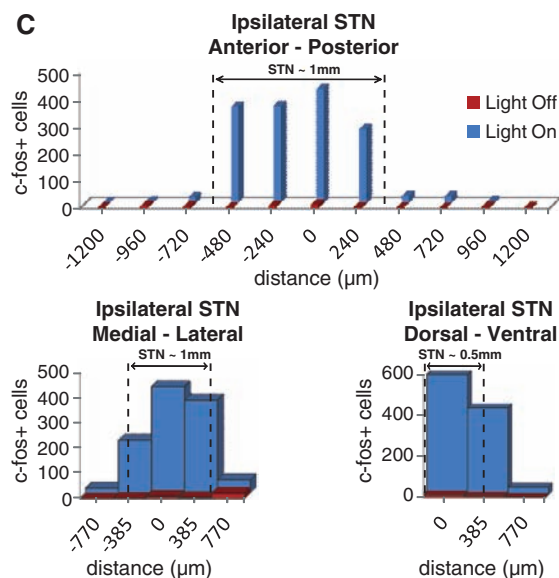 C
Ipsilateral STN
Anterior - Posterior
STN ~ 1mm
500
400
300
200
100
0
c-fos+ cells
Light Off
Light On
-1200
-960
-720
-480
-240
0
240
480
720
960
1200
distance (µm)
Ipsilateral STN
Medial - Lateral
STN ~ 1mm
500
400
300
200
100
0
c-fos+ cells
-770
-385
0
385
770
distance (µm)
Ipsilateral STN
Dorsal - Ventral
STN ~ 0.5mm
600
400
200
0
c-fos+ cells
0
385
770
distance (µm)